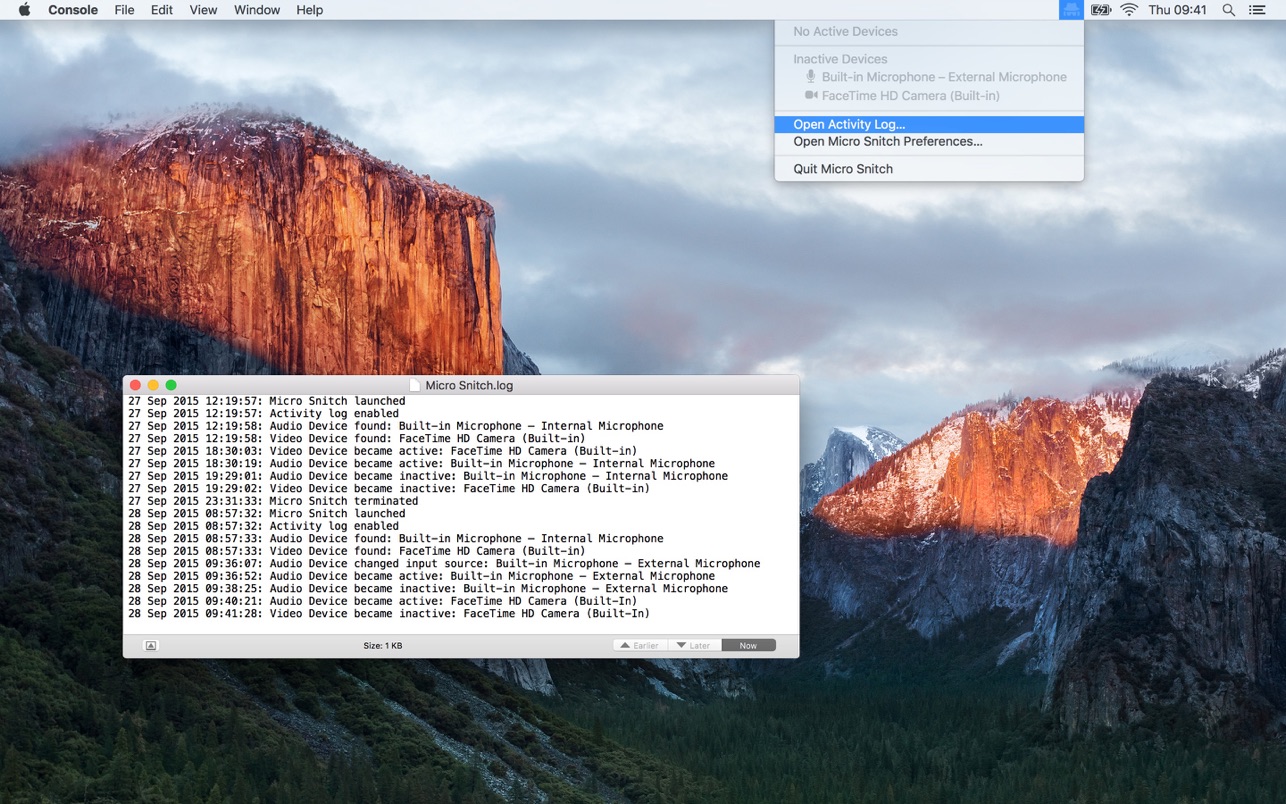 Console File Edit View Window Help Thu 09:41
No Active Devices
Inactive Devices
Built-in Microphone – External Microphone
FaceTime HD Camera (Built-in)
Open Activity Log...
Open Micro Snitch Preferences...
Quit Micro Snitch
Micro Snitch.log
27 Sep 2015 12:19:57: Micro Snitch launched
27 Sep 2015 12:19:57: Activity log enabled
27 Sep 2015 12:19:58: Audio Device found: Built-in Microphone – Internal Microphone
27 Sep 2015 12:19:58: Video Device found: FaceTime HD Camera (Built-in)
27 Sep 2015 18:30:03: Video Device became active: FaceTime HD Camera (Built-in)
27 Sep 2015 18:30:19: Audio Device became active: Built-in Microphone – Internal Microphone
27 Sep 2015 19:29:01: Audio Device became inactive: Built-in Microphone – Internal Microphone
27 Sep 2015 19:29:02: Video Device became inactive: FaceTime HD Camera (Built-in)
27 Sep 2015 23:31:33: Micro Snitch terminated
28 Sep 2015 08:57:32: Micro Snitch launched
28 Sep 2015 08:57:32: Activity log enabled
28 Sep 2015 08:57:33: Audio Device found: Built-in Microphone – Internal Microphone
28 Sep 2015 08:57:33: Video Device found: FaceTime HD Camera (Built-in)
28 Sep 2015 09:36:07: Audio Device changed input source: Built-in Microphone – External Microphone
28 Sep 2015 09:36:52: Audio Device became active: Built-in Microphone – External Microphone
28 Sep 2015 09:38:25: Audio Device became inactive: Built-in Microphone – External Microphone
28 Sep 2015 09:40:21: Audio Device became active: FaceTime HD Camera (Built-In)
28 Sep 2015 09:41:28: Video Device became inactive: FaceTime HD Camera (Built-In)
Size: 1 KB Earlier Later Now